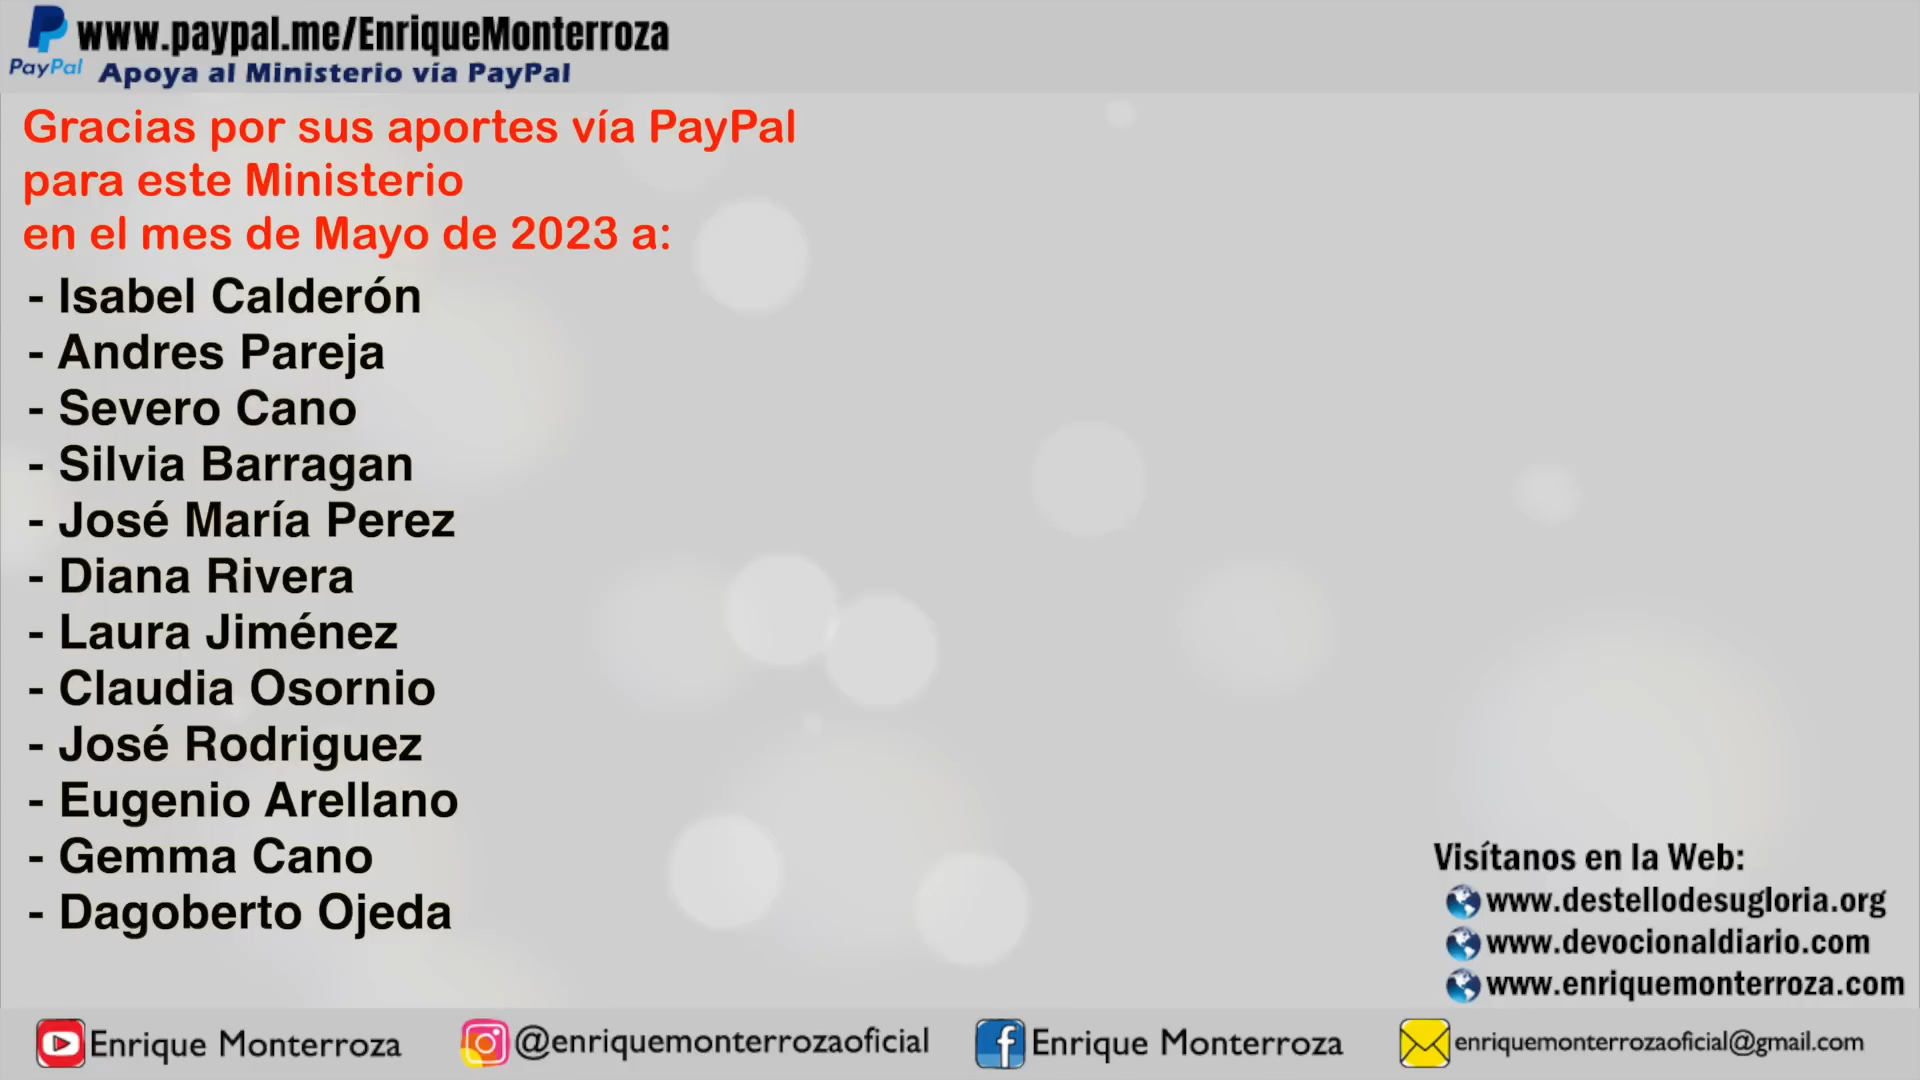 www.paypal.me/EnriqueMonterroza
PayPal
Apoya al Ministerio vía PayPal
Gracias por sus aportes vía PayPal
para este Ministerio
en el mes de Mayo de 2023 a:
- Isabel Calderón
- Andres Pareja
- Severo Cano
- Silvia Barragan
- José María Perez
- Diana Rivera
- Laura Jiménez
- Claudia Osornio
- José Rodriguez
- Eugenio Arellano
- Gemma Cano
- Dagoberto Ojeda
Visítanos en la Web:
www.destellodesugloria.org
www.devocionaldiario.com
www.enriquemonterroza.com
Enrique Monterroza
@enriquemonterrozaoficial
Enrique Monterroza
enriquemonterrozaoficial@gmail.com